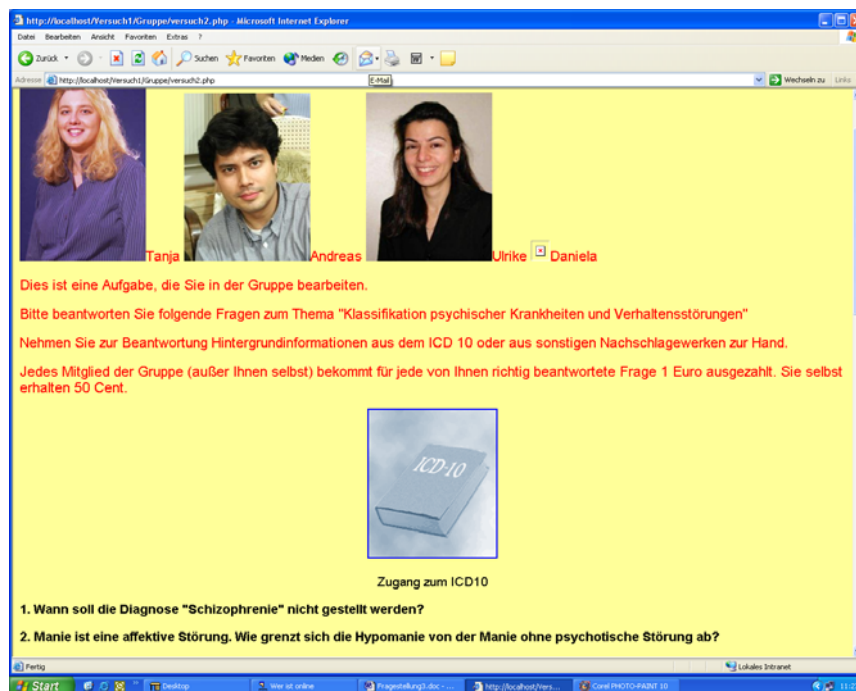 http://localhost/Versuch1/Gruppe/versuch2.php - Microsoft Internet Explorer
Datei Bearbeiten Ansicht Favoriten Extras ?
Zurück Suchen Favoriten Medien
Adresse http://localhost/Versuch1/Gruppe/versuch2.php E-Mail Wechseln zu Links
Tanja Andreas Ulrike Daniela
Dies ist eine Aufgabe, die Sie in der Gruppe bearbeiten.
Bitte beantworten Sie folgende Fragen zum Thema "Klassifikation psychischer Krankheiten und Verhaltensstörungen"
Nehmen Sie zur Beantwortung Hintergrundinformationen aus dem ICD 10 oder aus sonstigen Nachschlagewerken zur Hand.
Jedes Mitglied der Gruppe (außer Ihnen selbst) bekommt für jede von Ihnen richtig beantwortete Frage 1 Euro ausgezahlt. Sie selbst
erhalten 50 Cent.
ICD-10
Zugang zum ICD10
1. Wann soll die Diagnose "Schizophrenie" nicht gestellt werden?
2. Manie ist eine affektive Störung. Wie grenzt sich die Hypomanie von der Manie ohne psychotische Störung ab?
Fertig Lokales Intranet
Start Desktop Wer ist online Fragestellung3.doc - ... http://localhost/Vers... Corel PHOTO-PAINT 10